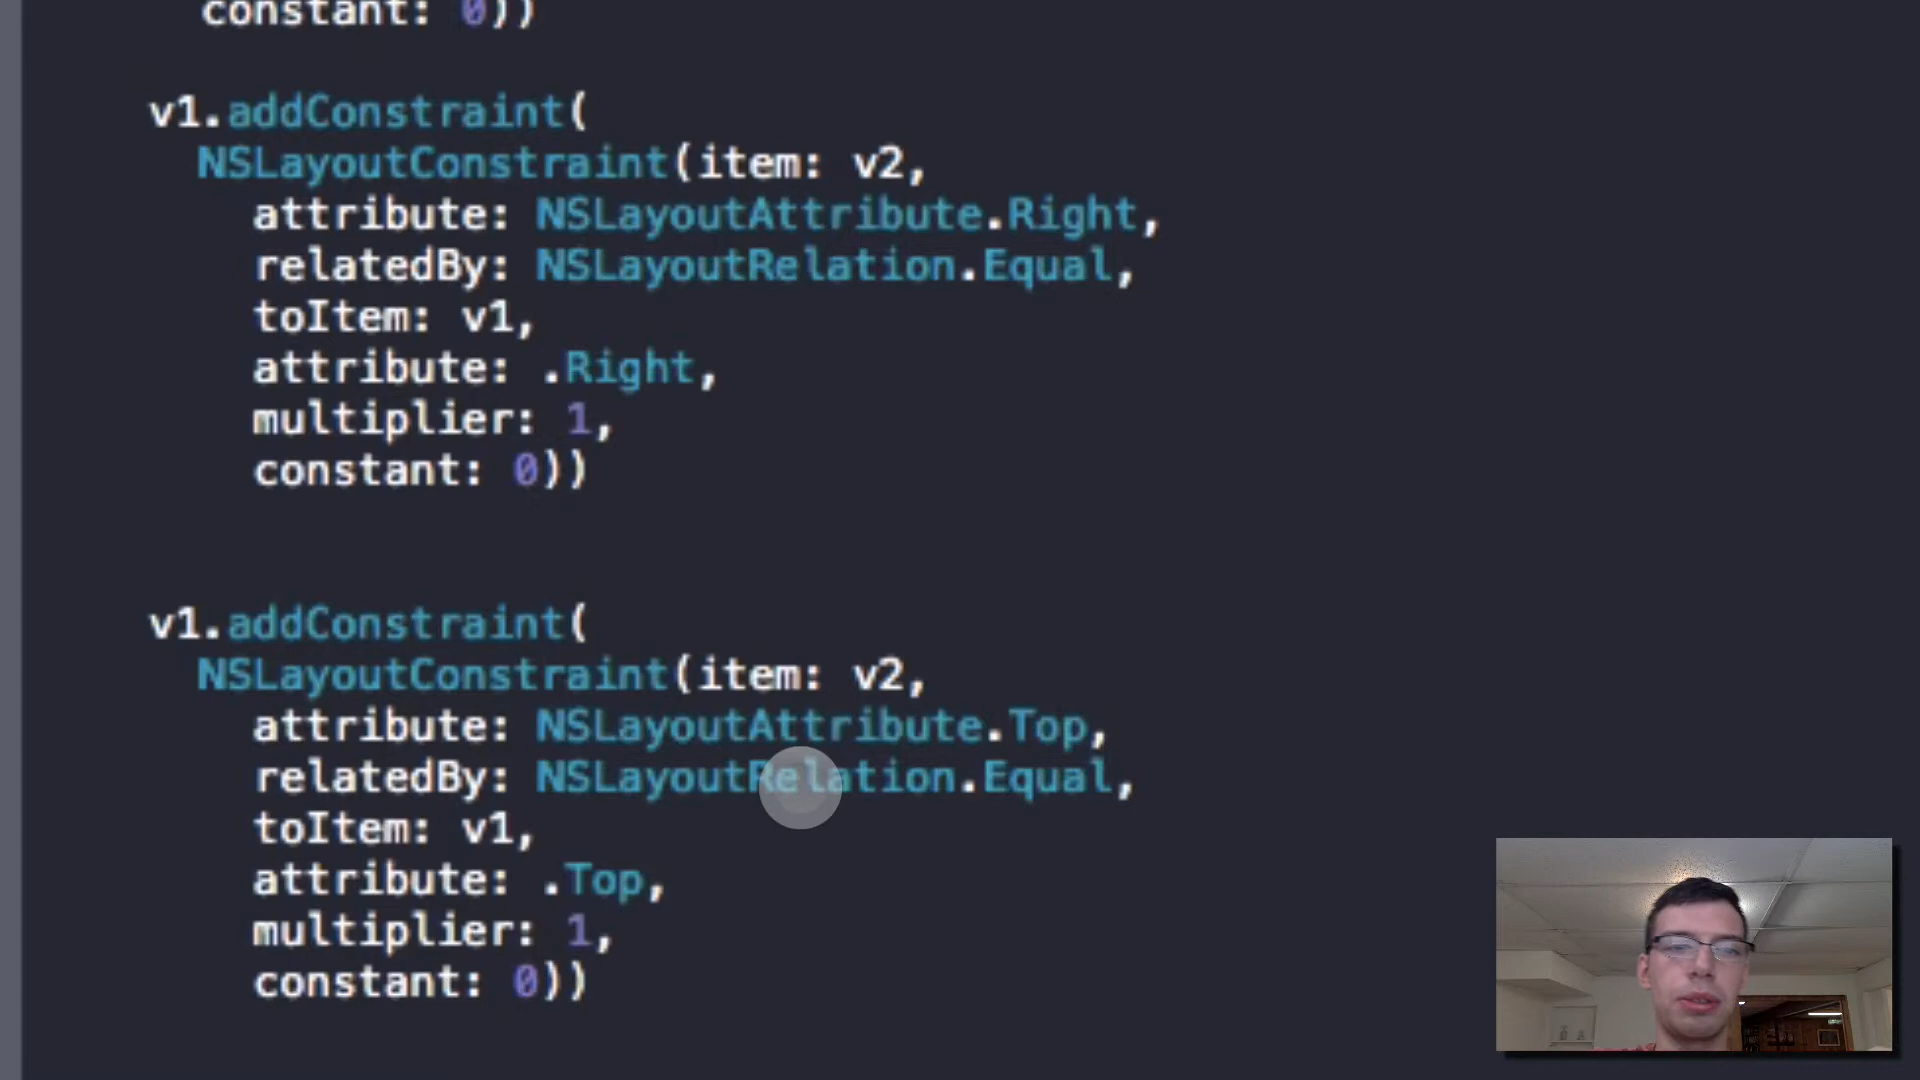 constant: 0))
v1.addConstraint(
NSLayoutConstraint(item: v2,
attribute: NSLayoutAttribute.Right,
relatedBy: NSLayoutRelation.Equal,
toItem: v1,
attribute: .Right,
multiplier: 1,
constant: 0))
v1.addConstraint(
NSLayoutConstraint(item: v2,
attribute: NSLayoutAttribute.Top,
relatedBy: NSLayoutRelation.Equal,
toItem: v1,
attribute: .Top,
multiplier: 1,
constant: 0))